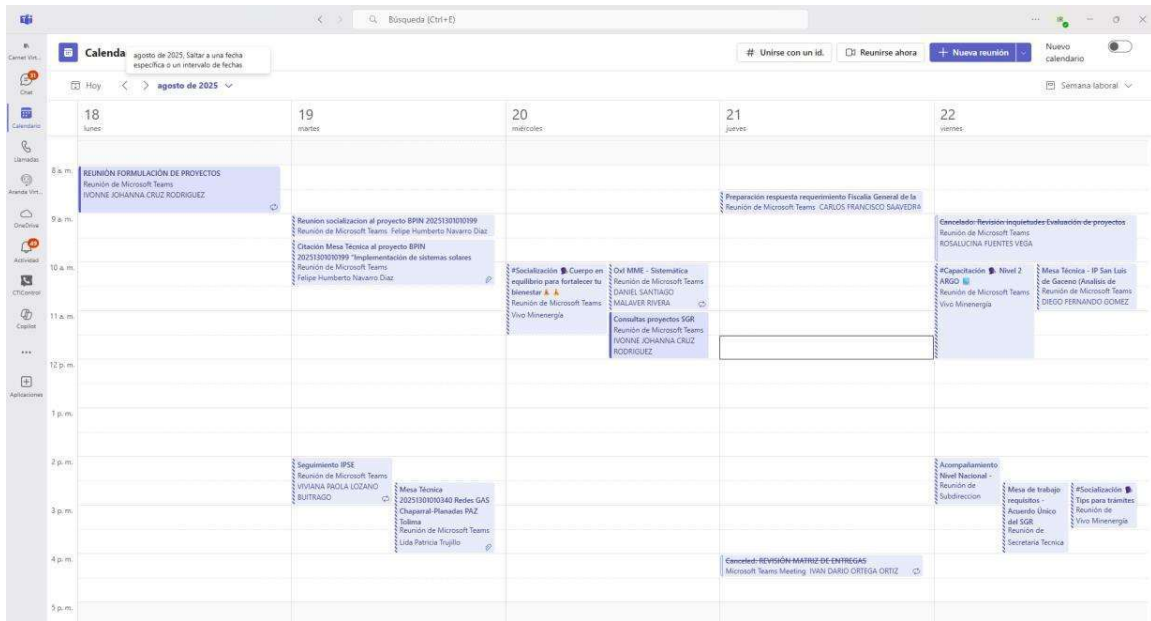 Búsqueda (Ctrl+E)
Calenda
agosto de 2025, Saltar a una fecha
específica o un intervalo de fechas
# Unirse con un id.
Reunirse ahora
+ Nueva reunión
Nuevo
calendario
Hoy
agosto de 2025
Semana laboral
Carnet Virt...
31
Chat
Calendario
Llamadas
Aranda Virt...
OneDrive
49
Actividad
CTIControl
Copilot
Aplicaciones
18
lunes
19
martes
20
miércoles
21
jueves
22
viernes
8 a. m.
9 a. m.
10 a. m.
11 a. m.
12 p. m.
1 p. m.
2 p. m.
3 p. m.
4 p. m.
5 p. m.
REUNIÓN FORMULACIÓN DE PROYECTOS
Reunión de Microsoft Teams
IVONNE JOHANNA CRUZ RODRIGUEZ
Reunion socializacion al proyecto BPIN 20251301010199
Reunión de Microsoft Teams Felipe Humberto Navarro Diaz
Citación Mesa Técnica al proyecto BPIN
20251301010199 "Implementación de sistemas solares
Reunión de Microsoft Teams
Felipe Humberto Navarro Diaz
Seguimiento IPSE
Reunión de Microsoft Teams
VIVIANA PAOLA LOZANO
BUITRAGO
Mesa Técnica
20251301010340 Redes GAS
Chaparral-Planadas PAZ
Tolima
Reunión de Microsoft Teams
Lida Patricia Trujillo
#Socialización Cuerpo en
equilibrio para fortalecer tu
bienestar
Reunión de Microsoft Teams
Vivo Minenergía
OxI MME - Sistemática
Reunión de Microsoft Teams
DANIEL SANTIAGO
MALAVER RIVERA
Consultas proyectos SGR
Reunión de Microsoft Teams
IVONNE JOHANNA CRUZ
RODRIGUEZ
Preparación respuesta requerimiento Fiscalía General de la
Reunión de Microsoft Teams CARLOS FRANCISCO SAAVEDRA
Canceled: REVISIÓN MATRIZ DE ENTREGAS
Microsoft Teams Meeting IVAN DARIO ORTEGA ORTIZ
Cancelado: Revisión inquietudes Evaluación de proyectos
Reunión de Microsoft Teams
ROSALUCINA FUENTES VEGA
#Capacitación Nivel 2
ARGO
Reunión de Microsoft Teams
Vivo Minenergía
Mesa Técnica - IP San Luis
de Gaceno (Analisis de
Reunión de Microsoft Teams
DIEGO FERNANDO GOMEZ
Acompañamiento
Nivel Nacional -
Reunión de
Subdireccion
Mesa de trabajo
requisitos -
Acuerdo Único
del SGR
Reunión de
Secretaria Tecnica
#Socialización
Tips para trámites
Reunión de
Vivo Minenergía